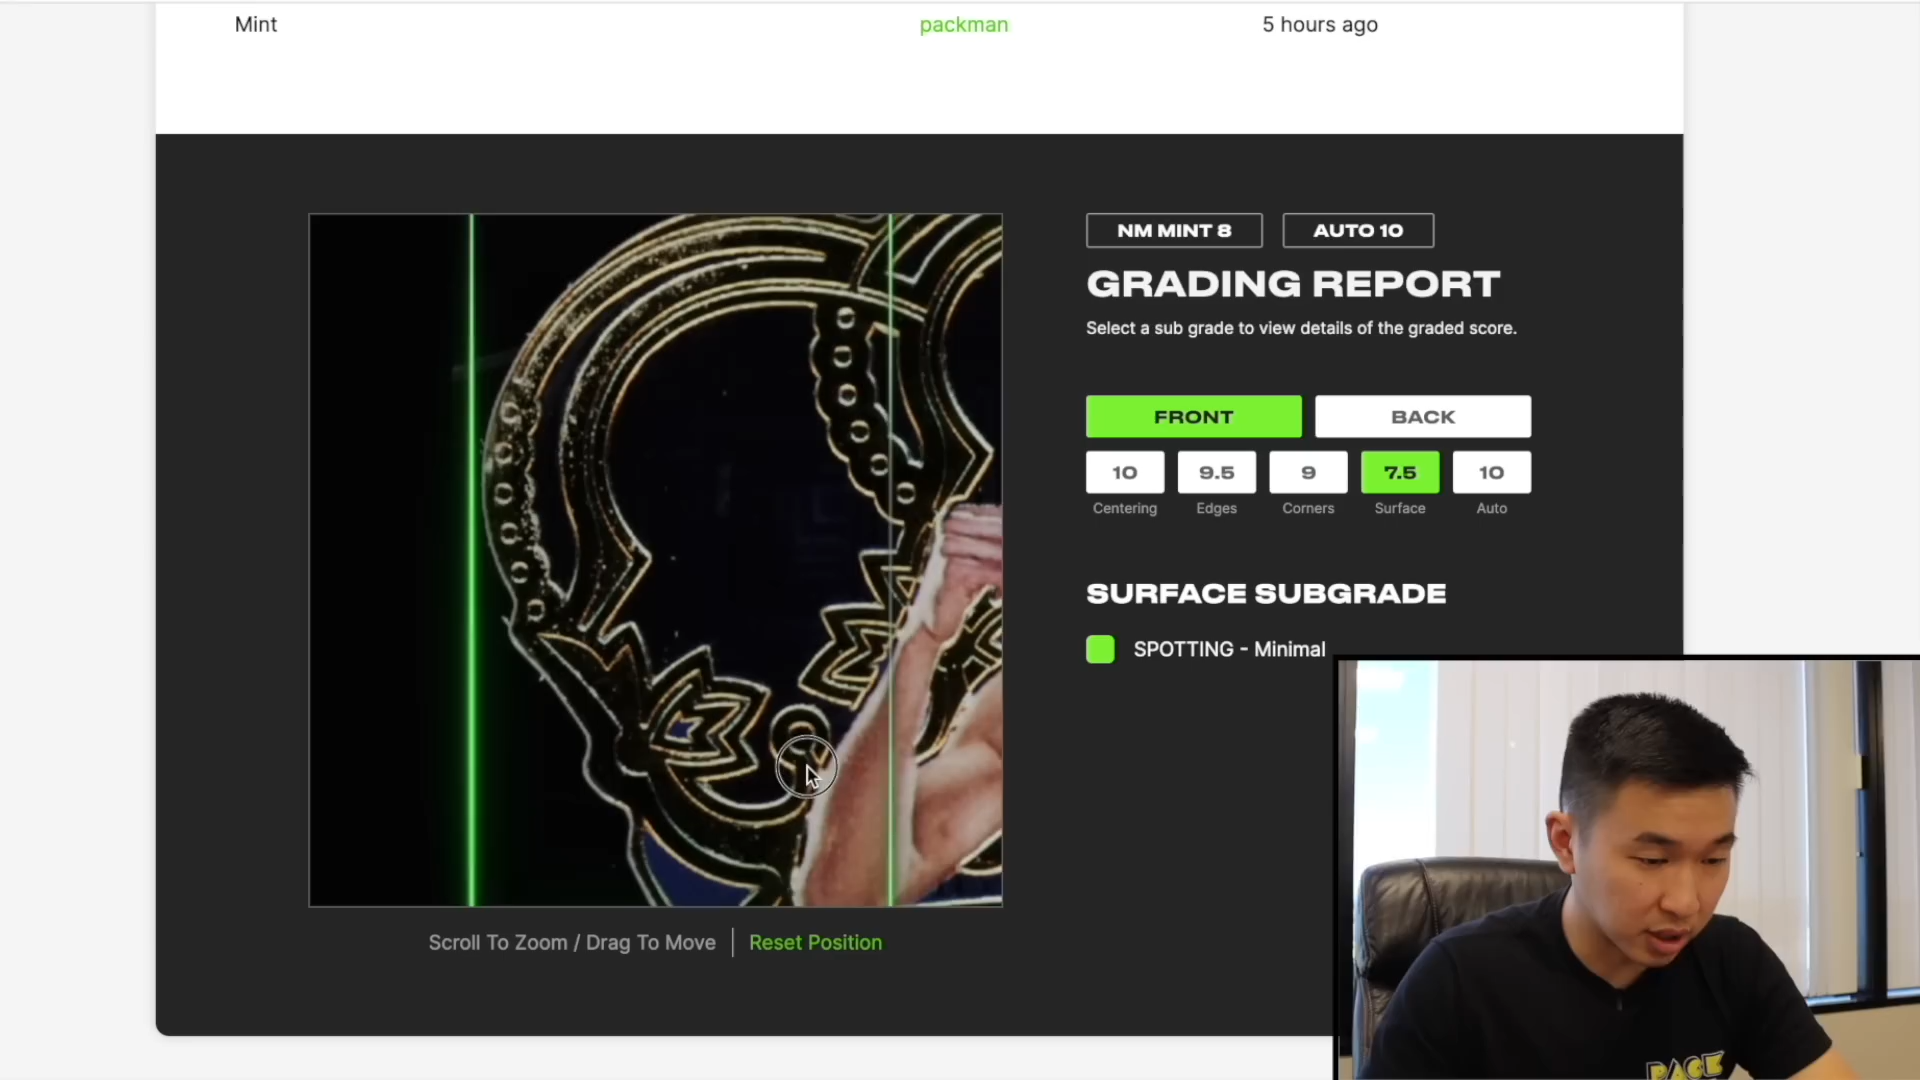 Mint packman 5 hours ago
NM MINT 8 AUTO 10
GRADING REPORT
Select a sub grade to view details of the graded score.
FRONT BACK
10 9.5 9 7.5 10
Centering Edges Corners Surface Auto
SURFACE SUBGRADE
SPOTTING - Minimal
Scroll To Zoom / Drag To Move | Reset Position
PACK